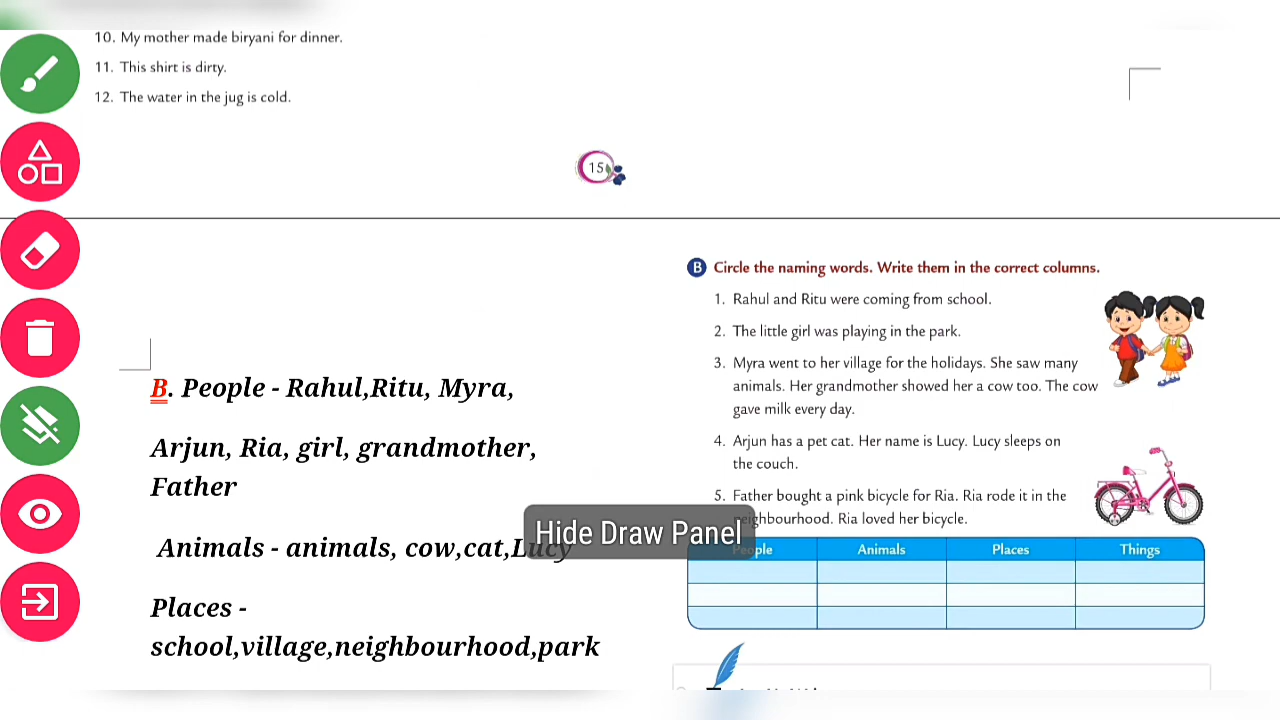 10. My mother made biryani for dinner.
11. This shirt is dirty.
12. The water in the jug is cold.
15
B. People - Rahul,Ritu, Myra,
Arjun, Ria, girl, grandmother,
Father
Animals - animals, cow,cat,Lucy
Places -
school,village,neighbourhood,park
B Circle the naming words. Write them in the correct columns.
1. Rahul and Ritu were coming from school.
2. The little girl was playing in the park.
3. Myra went to her village for the holidays. She saw many
animals. Her grandmother showed her a cow too. The cow
gave milk every day.
4. Arjun has a pet cat. Her name is Lucy. Lucy sleeps on
the couch.
5. Father bought a pink bicycle for Ria. Ria rode it in the
neighbourhood. Ria loved her bicycle.
People Animals Places Things
Hide Draw Panel